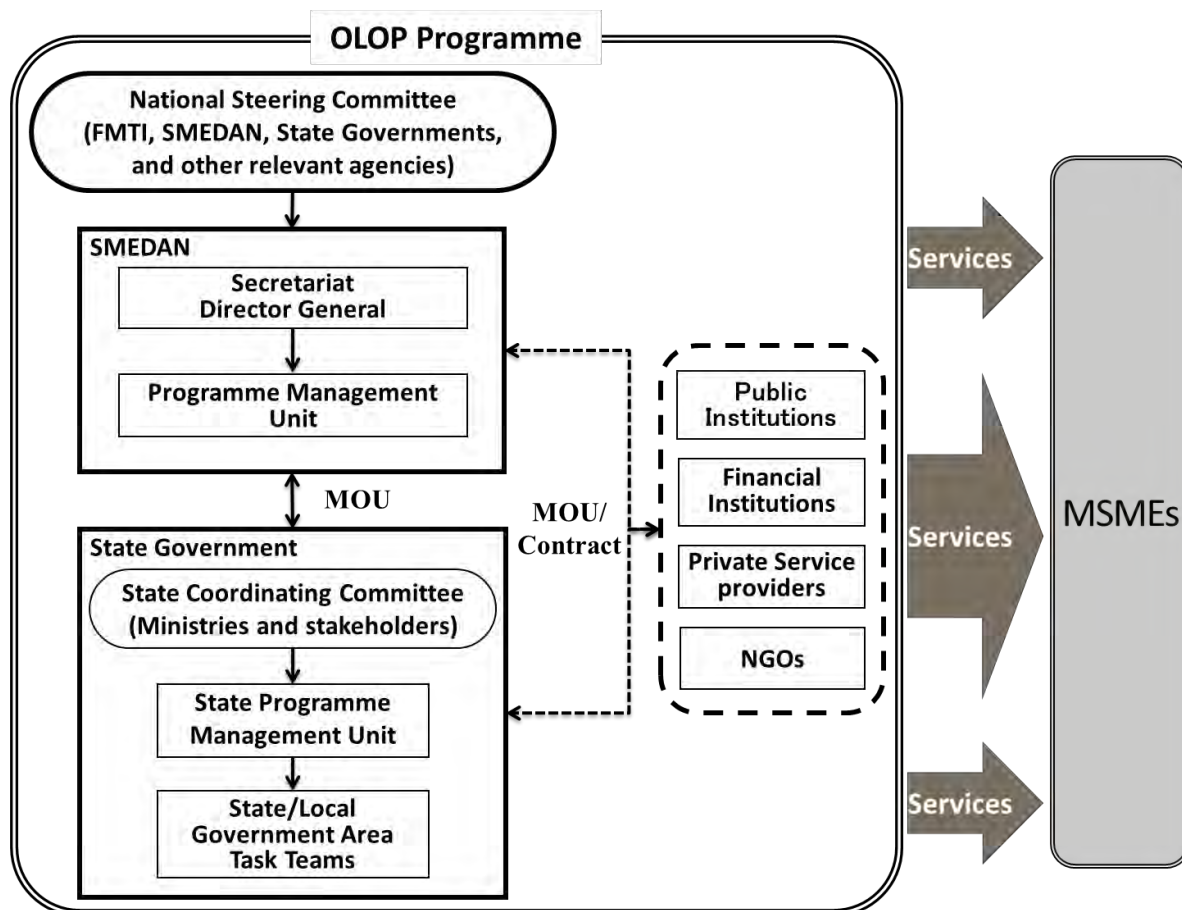 OLOP Programme
National Steering Committee
(FMTI, SMEDAN, State Governments,
and other relevant agencies)
SMEDAN
Secretariat
Director General
Programme Management
Unit
MOU
State Government
State Coordinating Committee
(Ministries and stakeholders)
State Programme
Management Unit
State/Local
Government Area
Task Teams
MOU/
Contract
Public
Institutions
Financial
Institutions
Private Service
providers
NGOs
Services
Services
Services
MSMEs